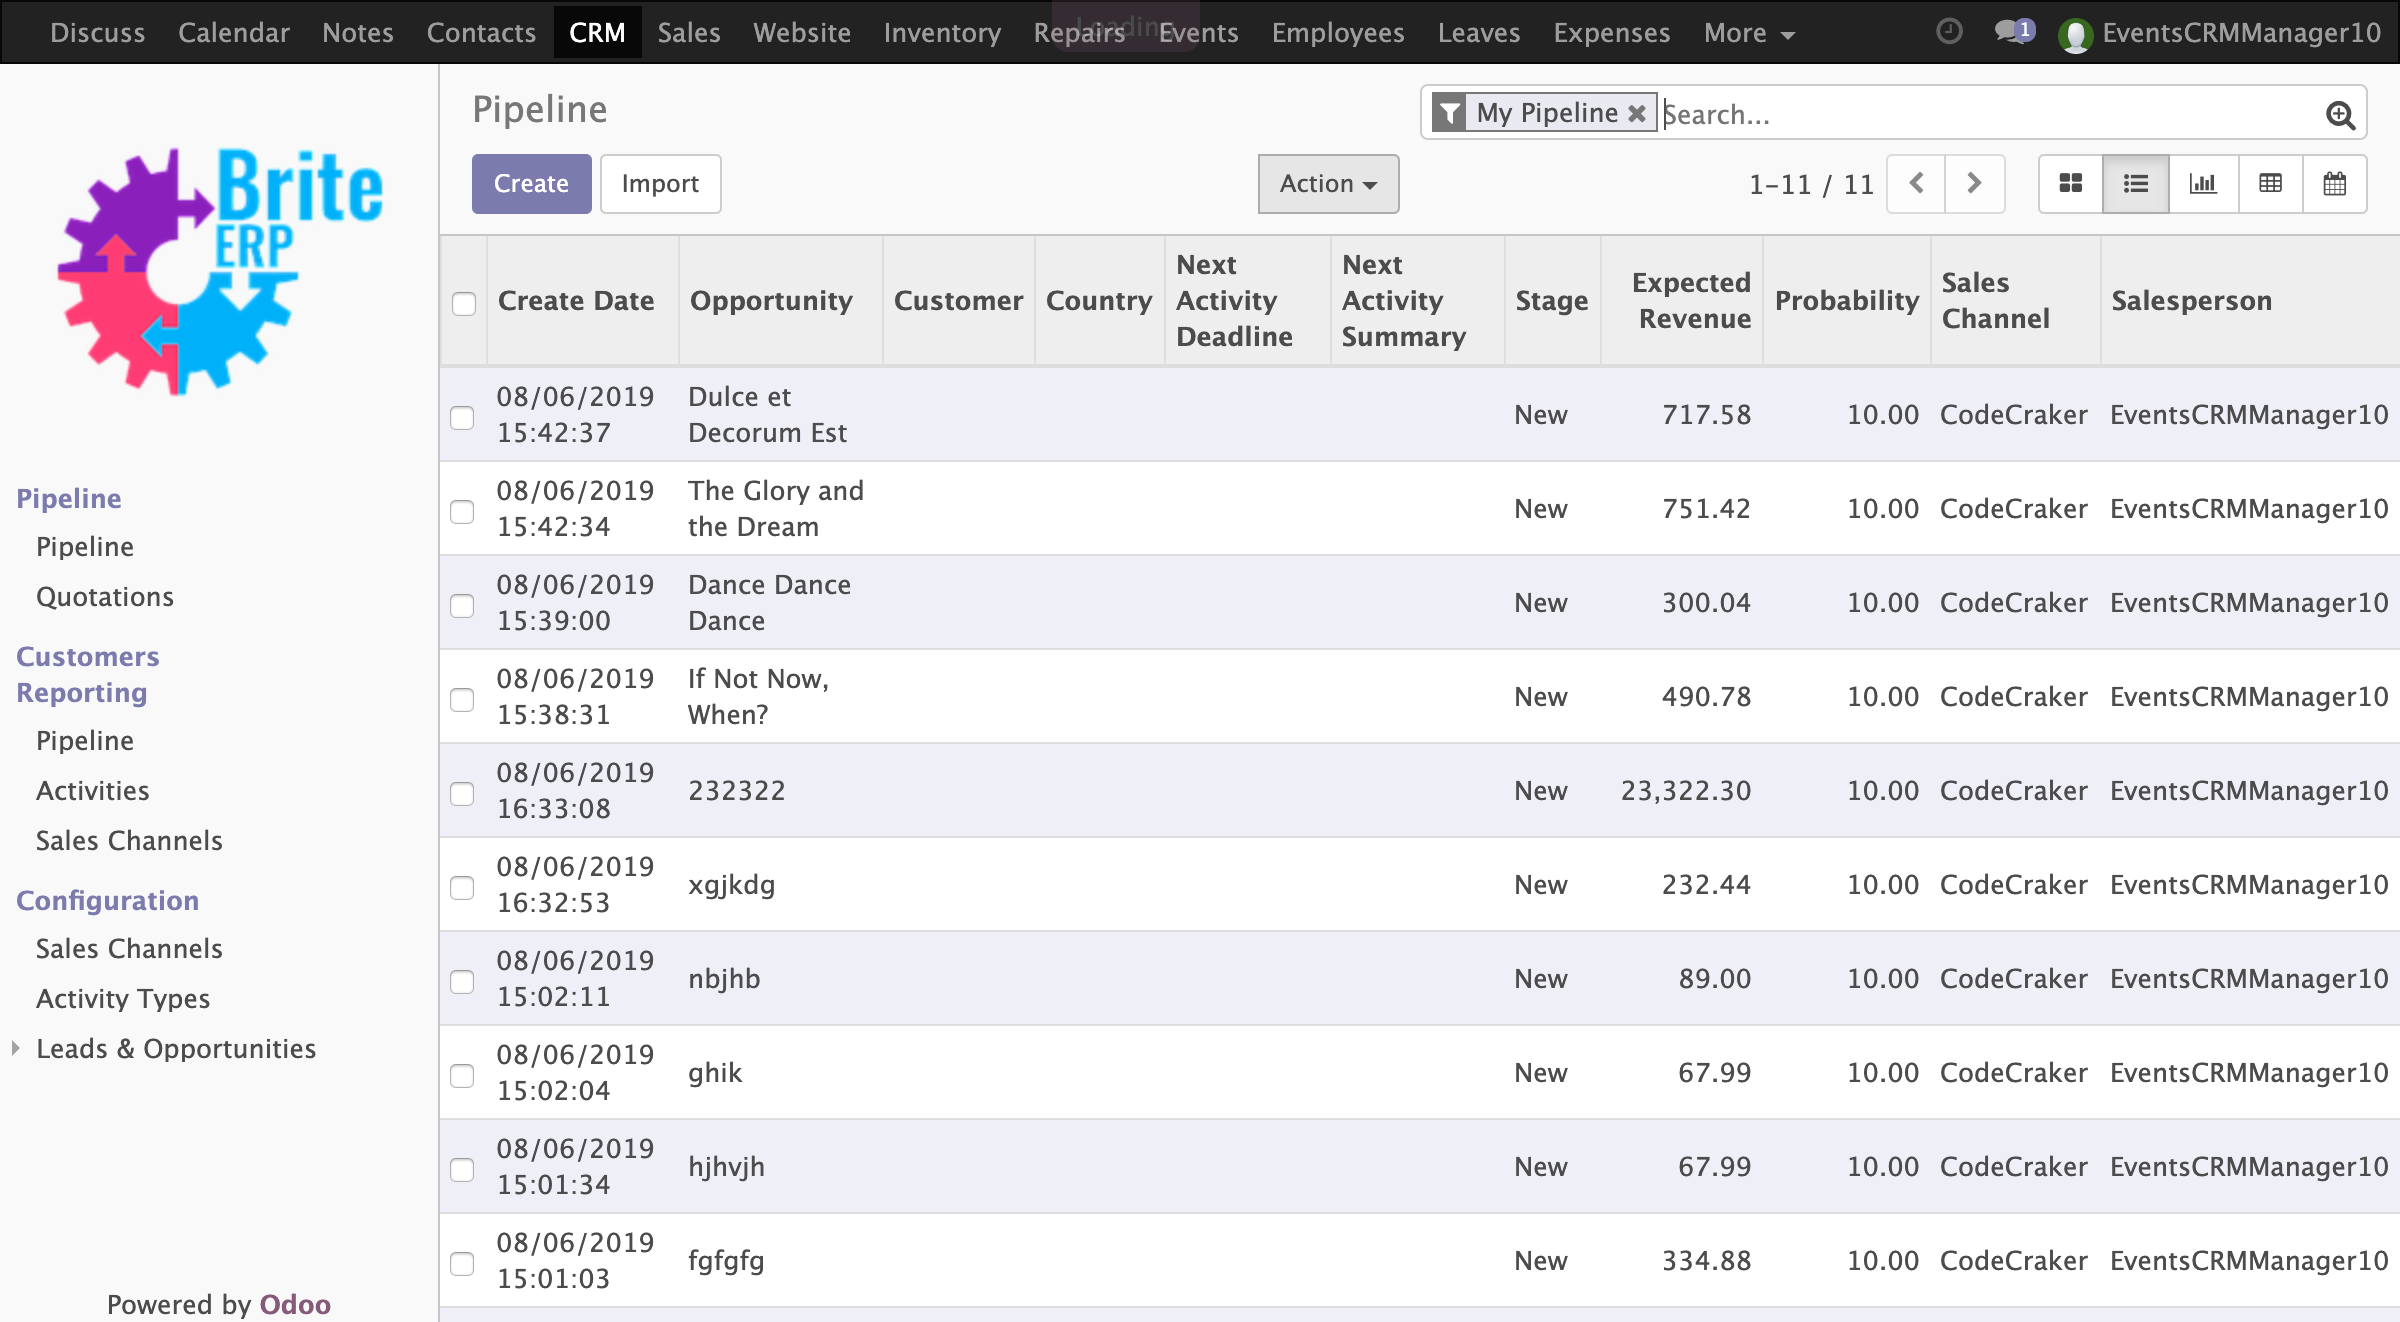 Discuss Calendar Notes Contacts CRM Sales Website Inventory Repairs Events Employees Leaves Expenses More 1 EventsCRMManager10
Loading
Brite
ERP
Pipeline
Pipeline
Quotations
Customers
Reporting
Pipeline
Activities
Sales Channels
Configuration
Sales Channels
Activity Types
Leads & Opportunities
Powered by Odoo
Pipeline
My Pipeline Search...
Create Import Action 1-11 / 11
Create Date Opportunity Customer Country Next Activity Deadline Next Activity Summary Stage Expected Revenue Probability Sales Channel Salesperson
08/06/2019 15:42:37 Dulce et Decorum Est New 717.58 10.00 CodeCraker EventsCRMManager10
08/06/2019 15:42:34 The Glory and the Dream New 751.42 10.00 CodeCraker EventsCRMManager10
08/06/2019 15:39:00 Dance Dance Dance New 300.04 10.00 CodeCraker EventsCRMManager10
08/06/2019 15:38:31 If Not Now, When? New 490.78 10.00 CodeCraker EventsCRMManager10
08/06/2019 16:33:08 232322 New 23,322.30 10.00 CodeCraker EventsCRMManager10
08/06/2019 16:32:53 xgjkdg New 232.44 10.00 CodeCraker EventsCRMManager10
08/06/2019 15:02:11 nbjhb New 89.00 10.00 CodeCraker EventsCRMManager10
08/06/2019 15:02:04 ghik New 67.99 10.00 CodeCraker EventsCRMManager10
08/06/2019 15:01:34 hjhvjh New 67.99 10.00 CodeCraker EventsCRMManager10
08/06/2019 15:01:03 fgfgfg New 334.88 10.00 CodeCraker EventsCRMManager10